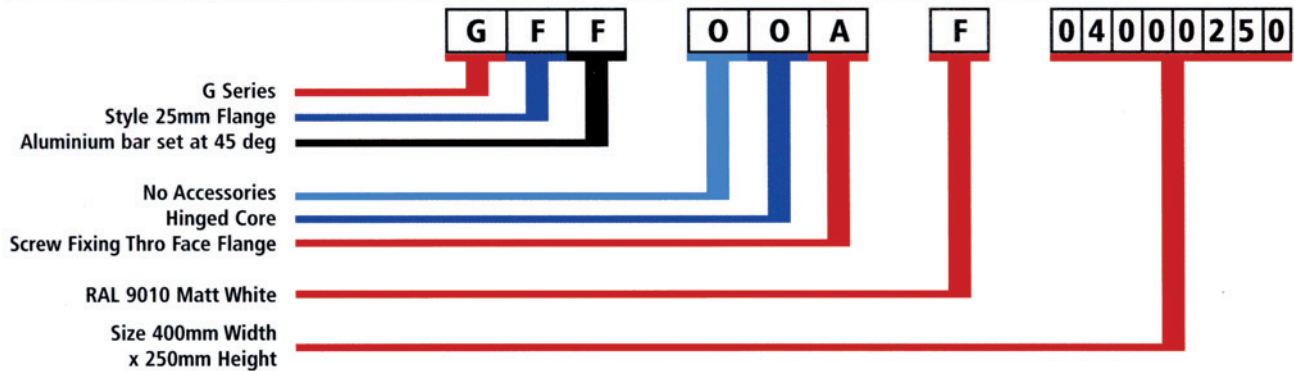 G F F O O A F 0 4 0 0 0 2 5 0
G Series
Style 25mm Flange
Aluminium bar set at 45 deg
No Accessories
Hinged Core
Screw Fixing Thro Face Flange
RAL 9010 Matt White
Size 400mm Width
x 250mm Height